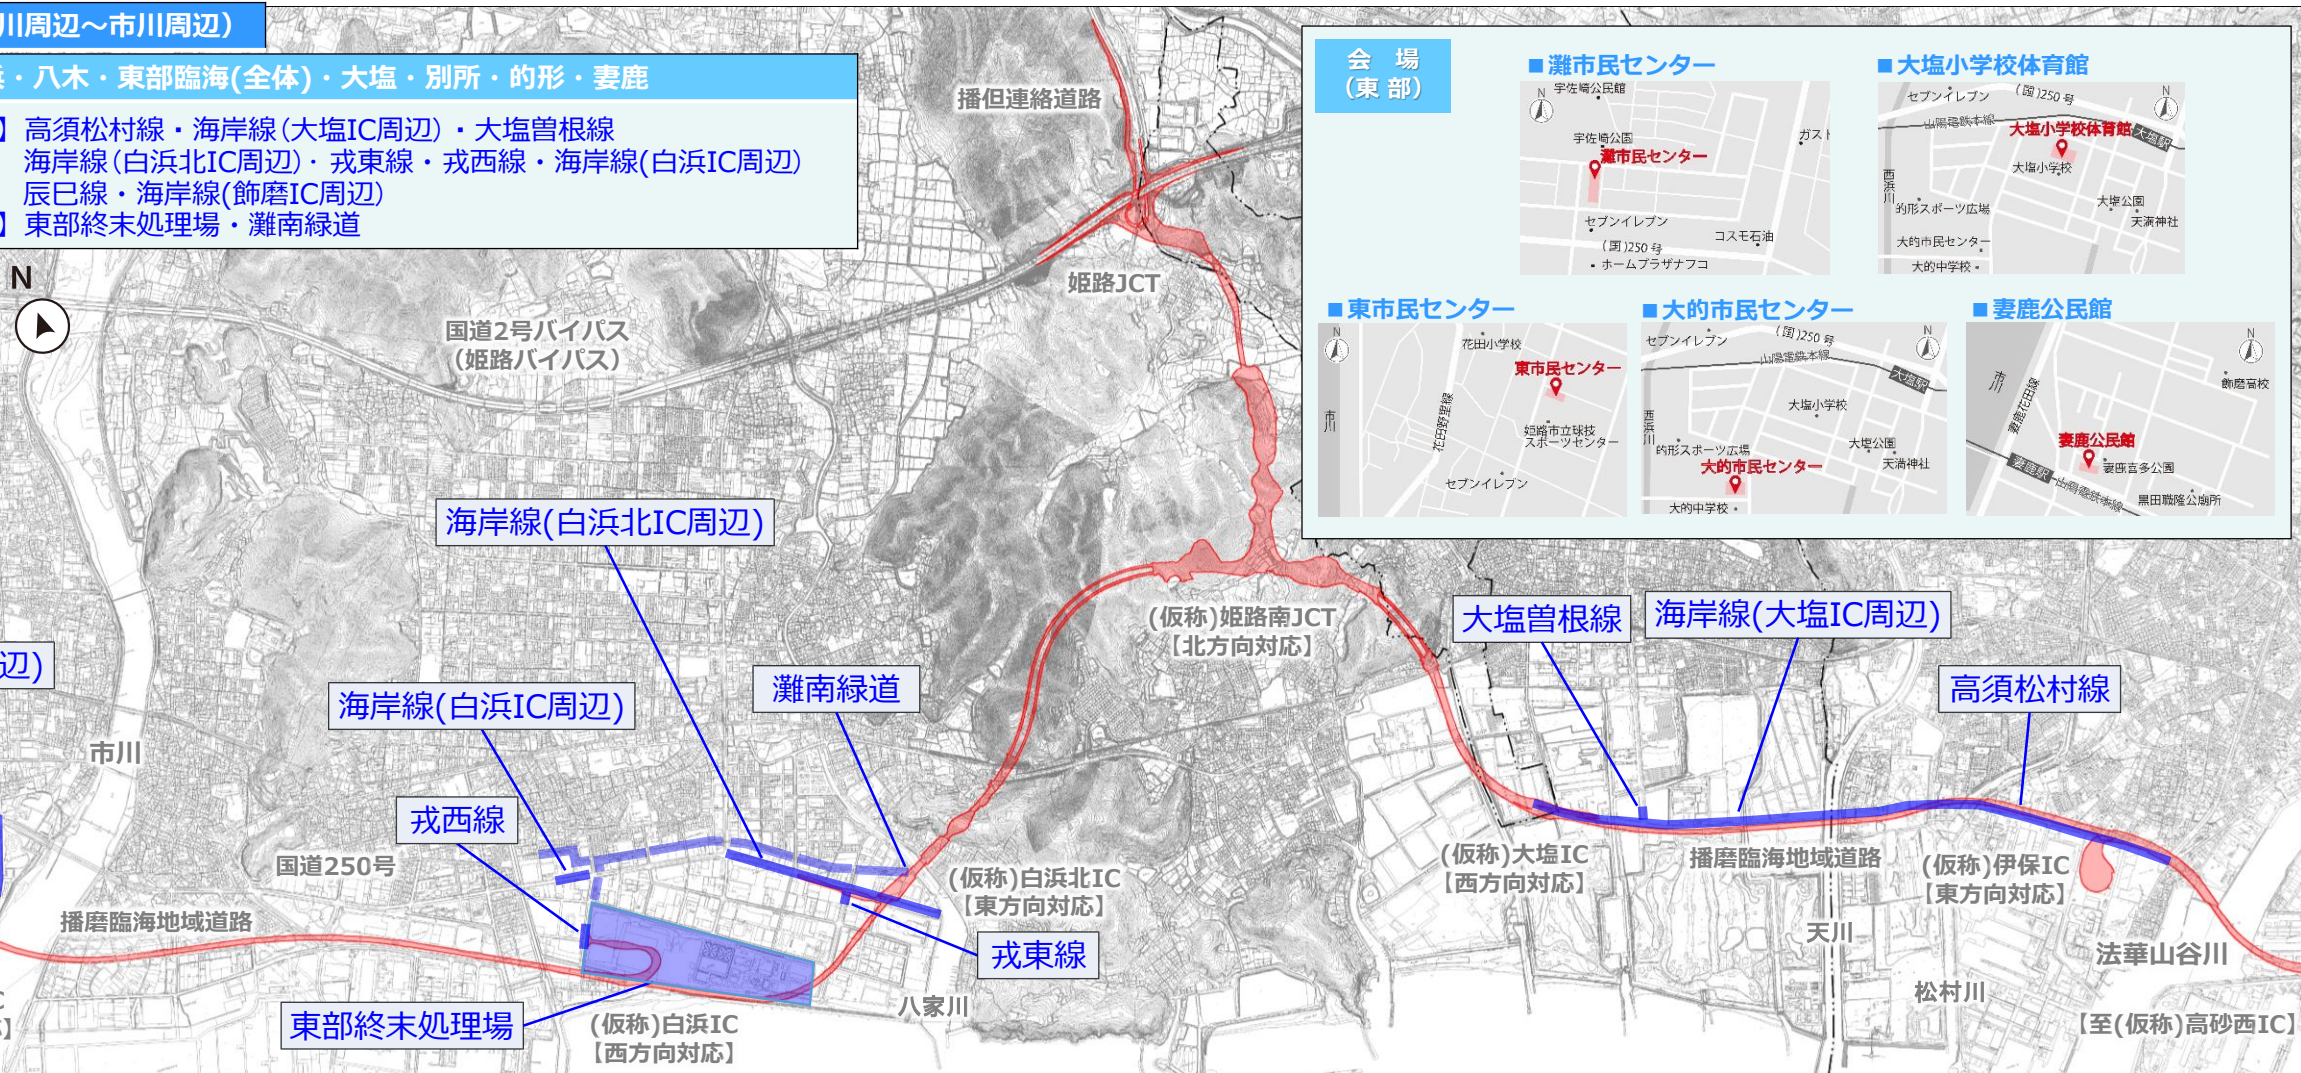 川周辺～市川周辺）
・八木・東部臨海(全体)・大塩・別所・的形・妻鹿
】高須松村線・海岸線(大塩IC周辺)・大塩曽根線
海岸線(白浜北IC周辺)・戎東線・戎西線・海岸線(白浜IC周辺)
辰巳線・海岸線(飾磨IC周辺)
】東部終末処理場・灘南緑道
N
会 場
（東 部）
■灘市民センター
N
宇佐崎公民館
宇佐崎公園
灘市民センター
ガスト
セブンイレブン
コスモ石油
(国)250号
ホームプラザナフコ
■大塩小学校体育館
N
セブンイレブン
(国)250号
山陽電鉄本線
大塩小学校体育館
大塩駅
大塩小学校
西浜川
的形スポーツ広場
大塩公園
天満神社
大的市民センター
大的中学校
■東市民センター
N
花田小学校
東市民センター
市川
花田野里線
姫路市立球技
スポーツセンター
セブンイレブン
■大的市民センター
N
セブンイレブン
(国)250号
山陽電鉄本線
大塩駅
大塩小学校
西浜川
的形スポーツ広場
大塩公園
天満神社
大的市民センター
大的中学校
■妻鹿公民館
N
市川
妻鹿花田線
飾磨高校
妻鹿公民館
妻鹿駅
妻鹿喜多公園
山陽電鉄本線
黒田職隆公廟所
播但連絡道路
姫路JCT
国道2号バイパス
（姫路バイパス）
海岸線(白浜北IC周辺)
(仮称)姫路南JCT
【北方向対応】
大塩曽根線
海岸線(大塩IC周辺)
辺)
海岸線(白浜IC周辺)
灘南緑道
高須松村線
市川
戎西線
国道250号
(仮称)白浜北IC
【東方向対応】
(仮称)大塩IC
【西方向対応】
播磨臨海地域道路
(仮称)伊保IC
【東方向対応】
播磨臨海地域道路
戎東線
天川
法華山谷川
松村川
八家川
東部終末処理場
(仮称)白浜IC
【西方向対応】
【至(仮称)高砂西IC】